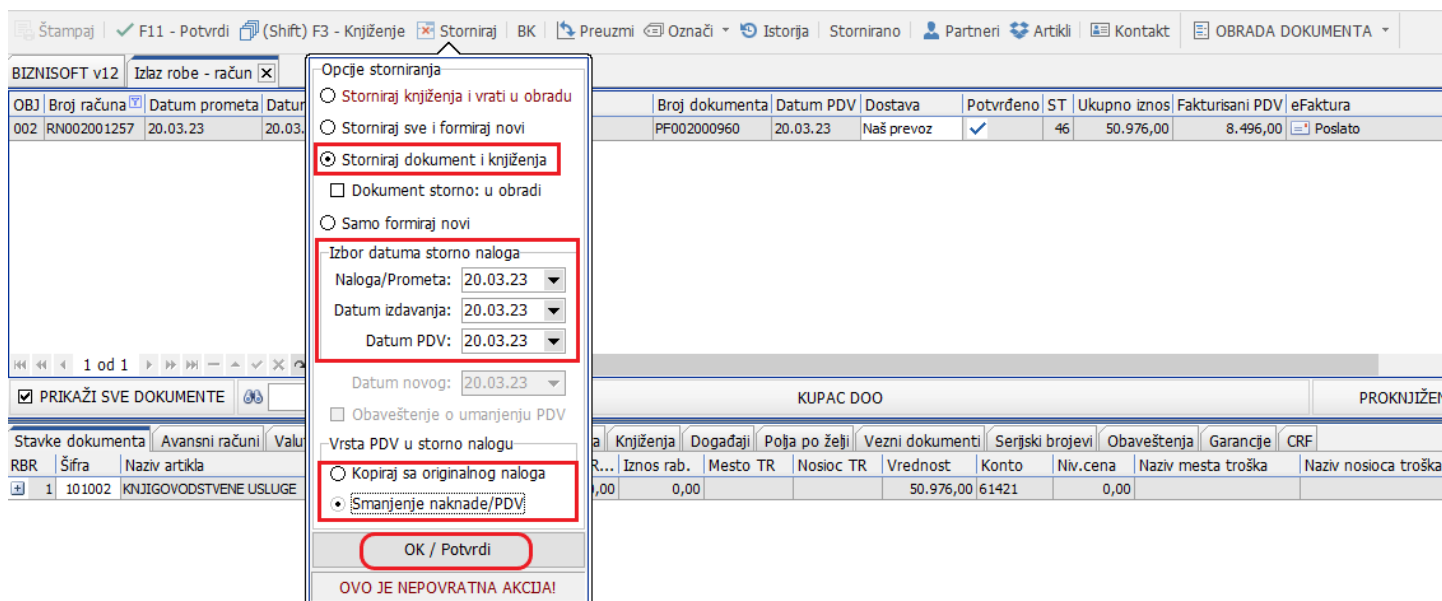 Štampaj F11 - Potvrdi (Shift) F3 - Knjiženje Storniraj BK Preuzmi Označi Istorija Stornirano Partneri Artikli Kontakt OBRADA DOKUMENTA
BIZNISOFT v12 Izlaz robe - račun
OBJ Broj računa Datum prometa Datur Broj dokumenta Datum PDV Dostava Potvrđeno ST Ukupno iznos Fakturisani PDV eFaktura
002 RN002001257 20.03.23 20.03. PF002000960 20.03.23 Naš prevoz 46 50.976,00 8.496,00 Poslato
Opcije storniranja
Storniraj knjiženja i vrati u obradu
Storniraj sve i formiraj novi
Storniraj dokument i knjiženja
Dokument storno: u obradi
Samo formiraj novi
Izbor datuma storno naloga
Naloga/Prometa: 20.03.23
Datum izdavanja: 20.03.23
Datum PDV: 20.03.23
Datum novog: 20.03.23
Obaveštenje o umanjenju PDV
Vrsta PDV u storno nalogu
Kopiraj sa originalnog naloga
Smanjenje naknade/PDV
OK / Potvrdi
OVO JE NEPOVRATNA AKCIJA!
1 od 1
PRIKAŽI SVE DOKUMENTE KUPAC DOO PROKNJIŽEN
Stavke dokumenta Avansni računi Valu a Knjiženja Događaji Polja po želji Vezni dokumenti Serijski brojevi Obaveštenja Garancije CRF
RBR Šifra Naziv artikla R... Iznos rab. Mesto TR Nosioc TR Vrednost Konto Niv.cena Naziv mesta troška Naziv nosioca troška
1 101002 KNJIGOVODSTVENE USLUGE 0,00 0,00 50.976,00 61421 0,00